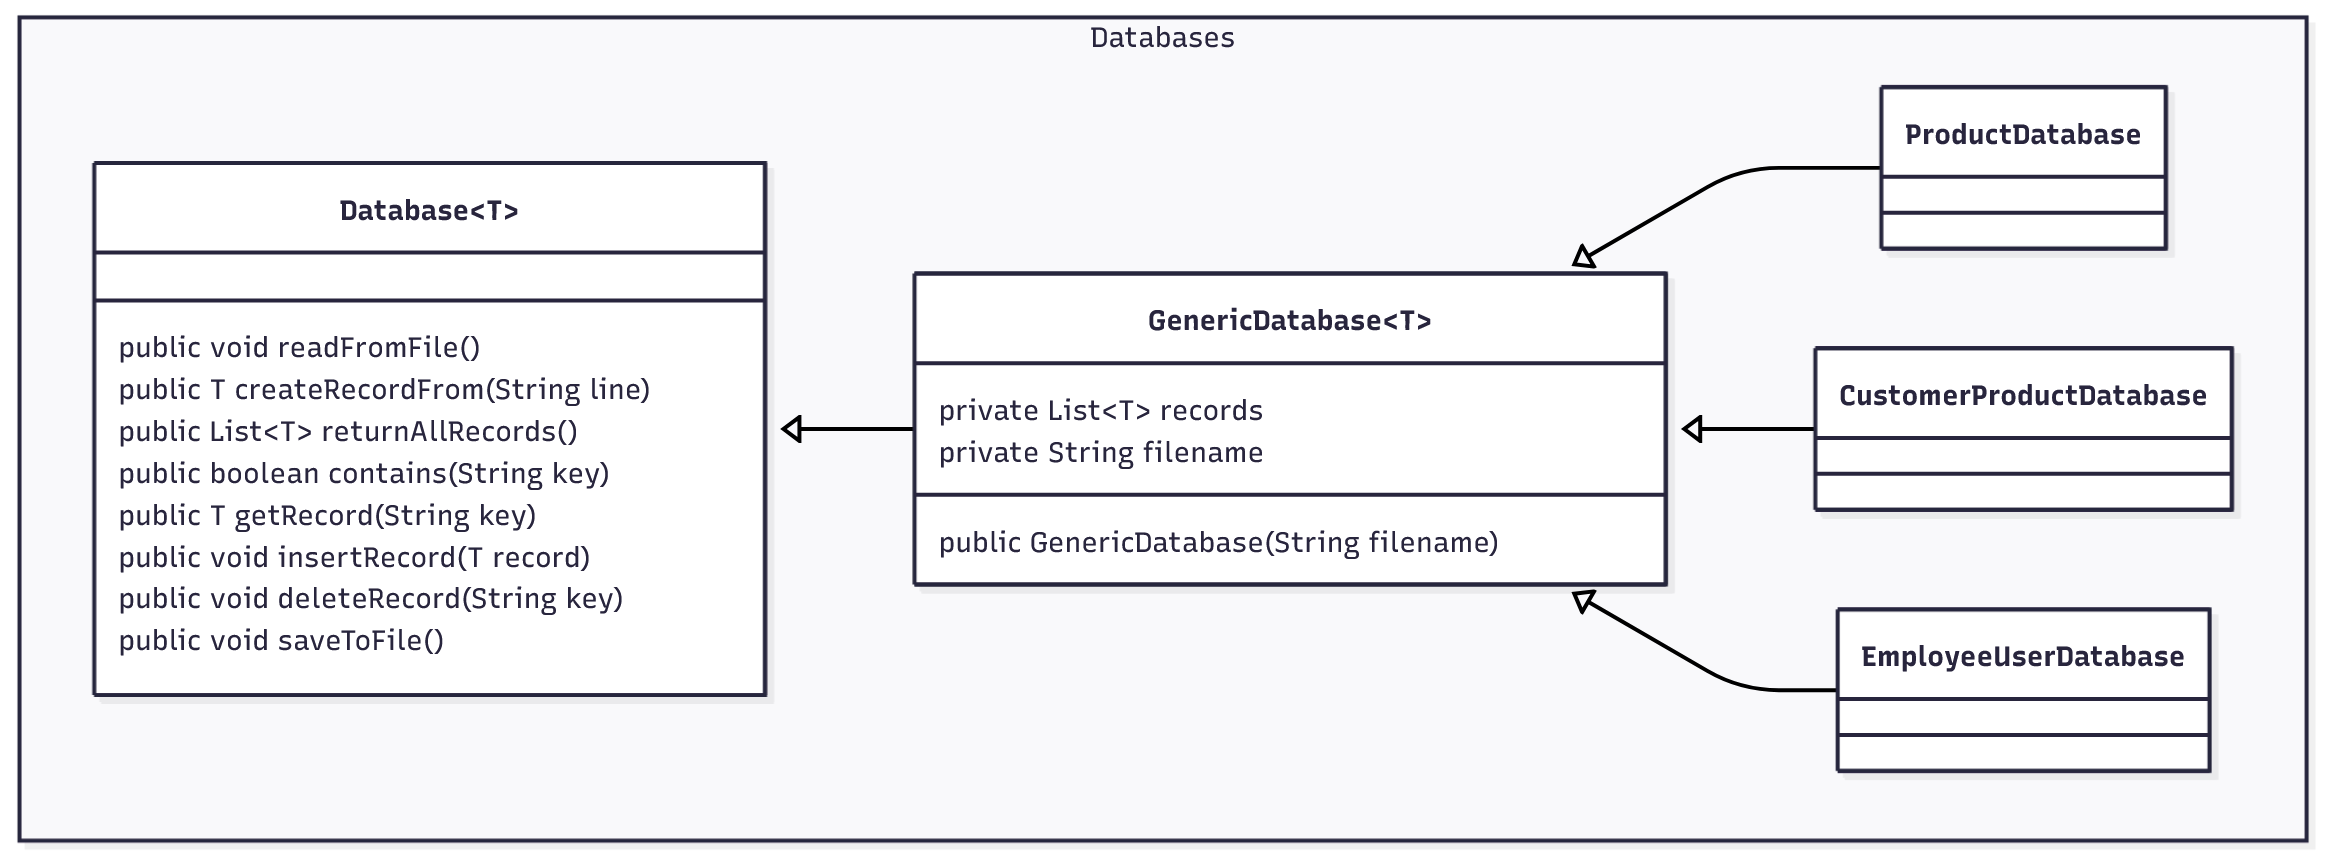 Databases
Database<T>
public void readFromFile()
public T createRecordFrom(String line)
public List<T> returnAllRecords()
public boolean contains(String key)
public T getRecord(String key)
public void insertRecord(T record)
public void deleteRecord(String key)
public void saveToFile()
GenericDatabase<T>
private List<T> records
private String filename
public GenericDatabase(String filename)
ProductDatabase
CustomerProductDatabase
EmployeeUserDatabase